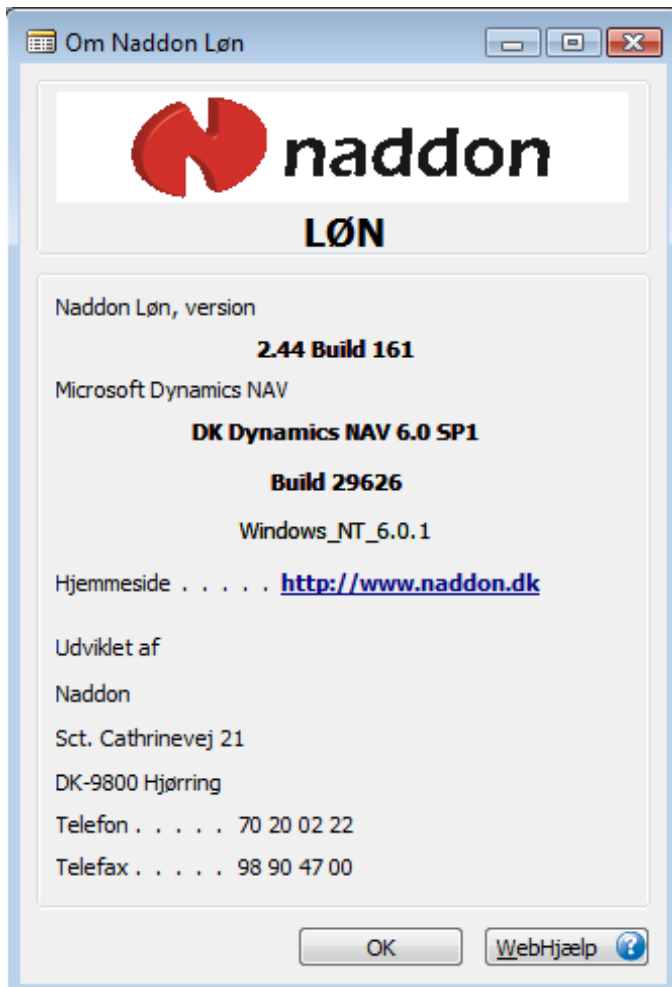 Om Naddon Løn
naddon
LØN
Naddon Løn, version
2.44 Build 161
Microsoft Dynamics NAV
DK Dynamics NAV 6.0 SP1
Build 29626
Windows_NT_6.0.1
Hjemmeside . . . . . http://www.naddon.dk
Udviklet af
Naddon
Sct. Cathrinevej 21
DK-9800 Hjørring
Telefon . . . . . 70 20 02 22
Telefax . . . . . 98 90 47 00
OK WebHjælp ?